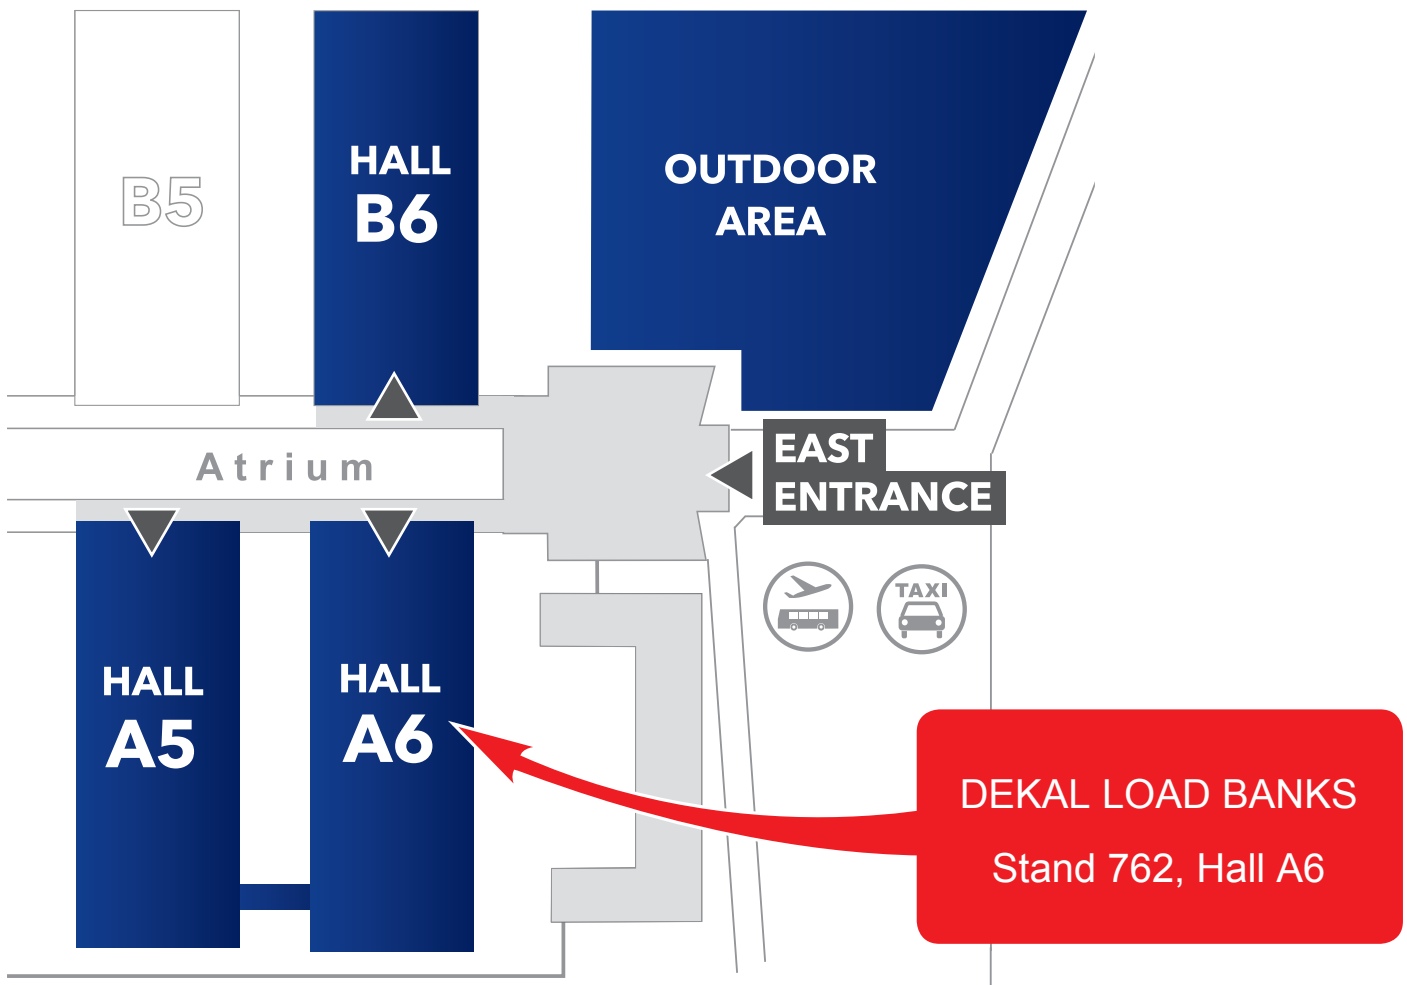 B5
HALL
B6
OUTDOOR
AREA
Atrium
EAST
ENTRANCE
TAXI
HALL
A5
HALL
A6
DEKAL LOAD BANKS
Stand 762, Hall A6